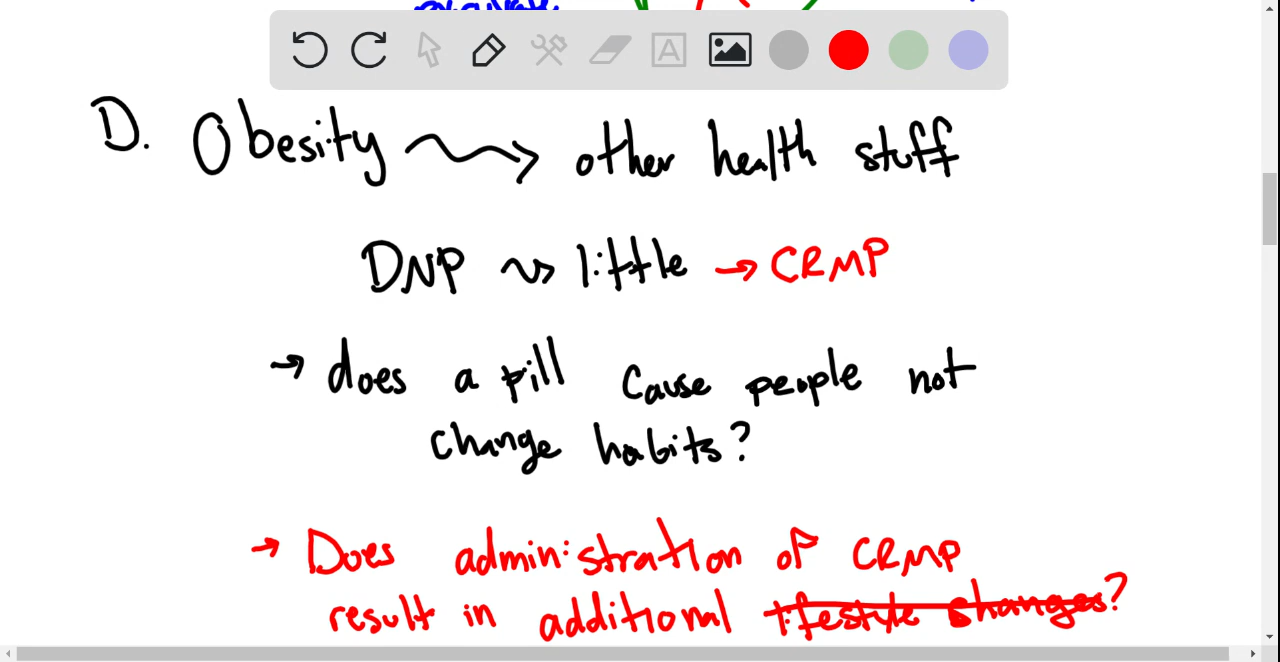 D. Obesity → other health stuff
DNP → little → CRMP
→ does a pill cause people not
change habits?
→ Does administration of CRMP
result in additional lifestyle changes?